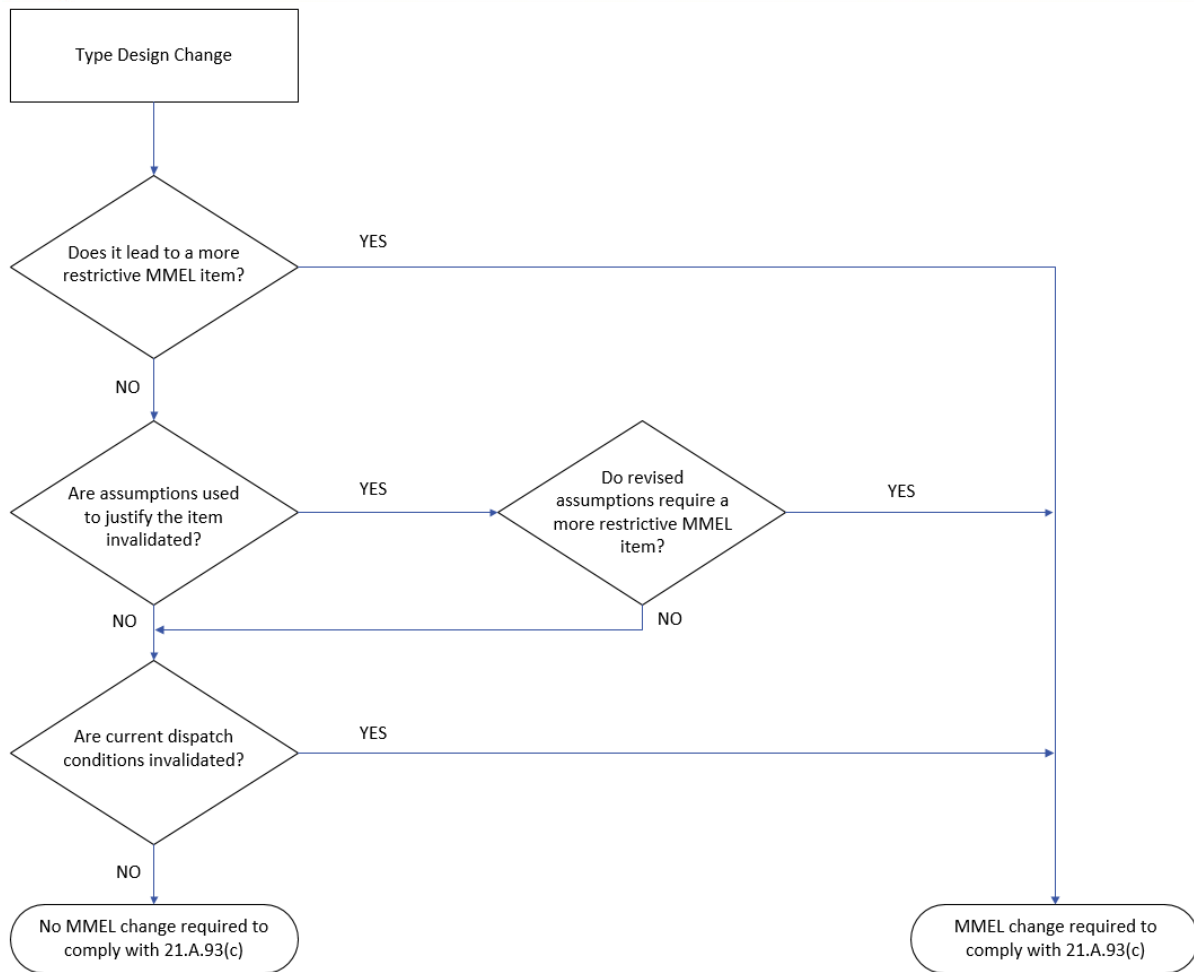 Type Design Change
Does it lead to a more
restrictive MMEL item?
YES
NO
Are assumptions used
to justify the item
invalidated?
YES
Do revised
assumptions require a
more restrictive MMEL
item?
YES
NO
NO
Are current dispatch
conditions invalidated?
YES
NO
No MMEL change required to
comply with 21.A.93(c)
MMEL change required to
comply with 21.A.93(c)